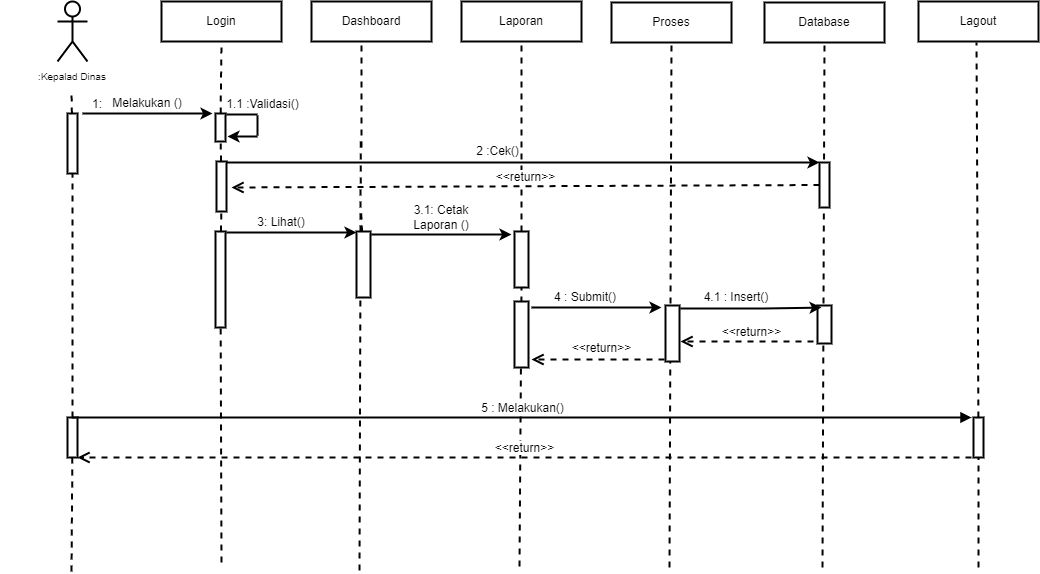 Login
Dashboard
Laporan
Proses
Database
Lagout
:Kepalad Dinas
1: Melakukan ()
1.1 :Validasi()
2 :Cek()
<<return>>
3: Lihat()
3.1: Cetak
Laporan ()
4 : Submit()
4.1 : Insert()
<<return>>
<<return>>
5 : Melakukan()
<<return>>